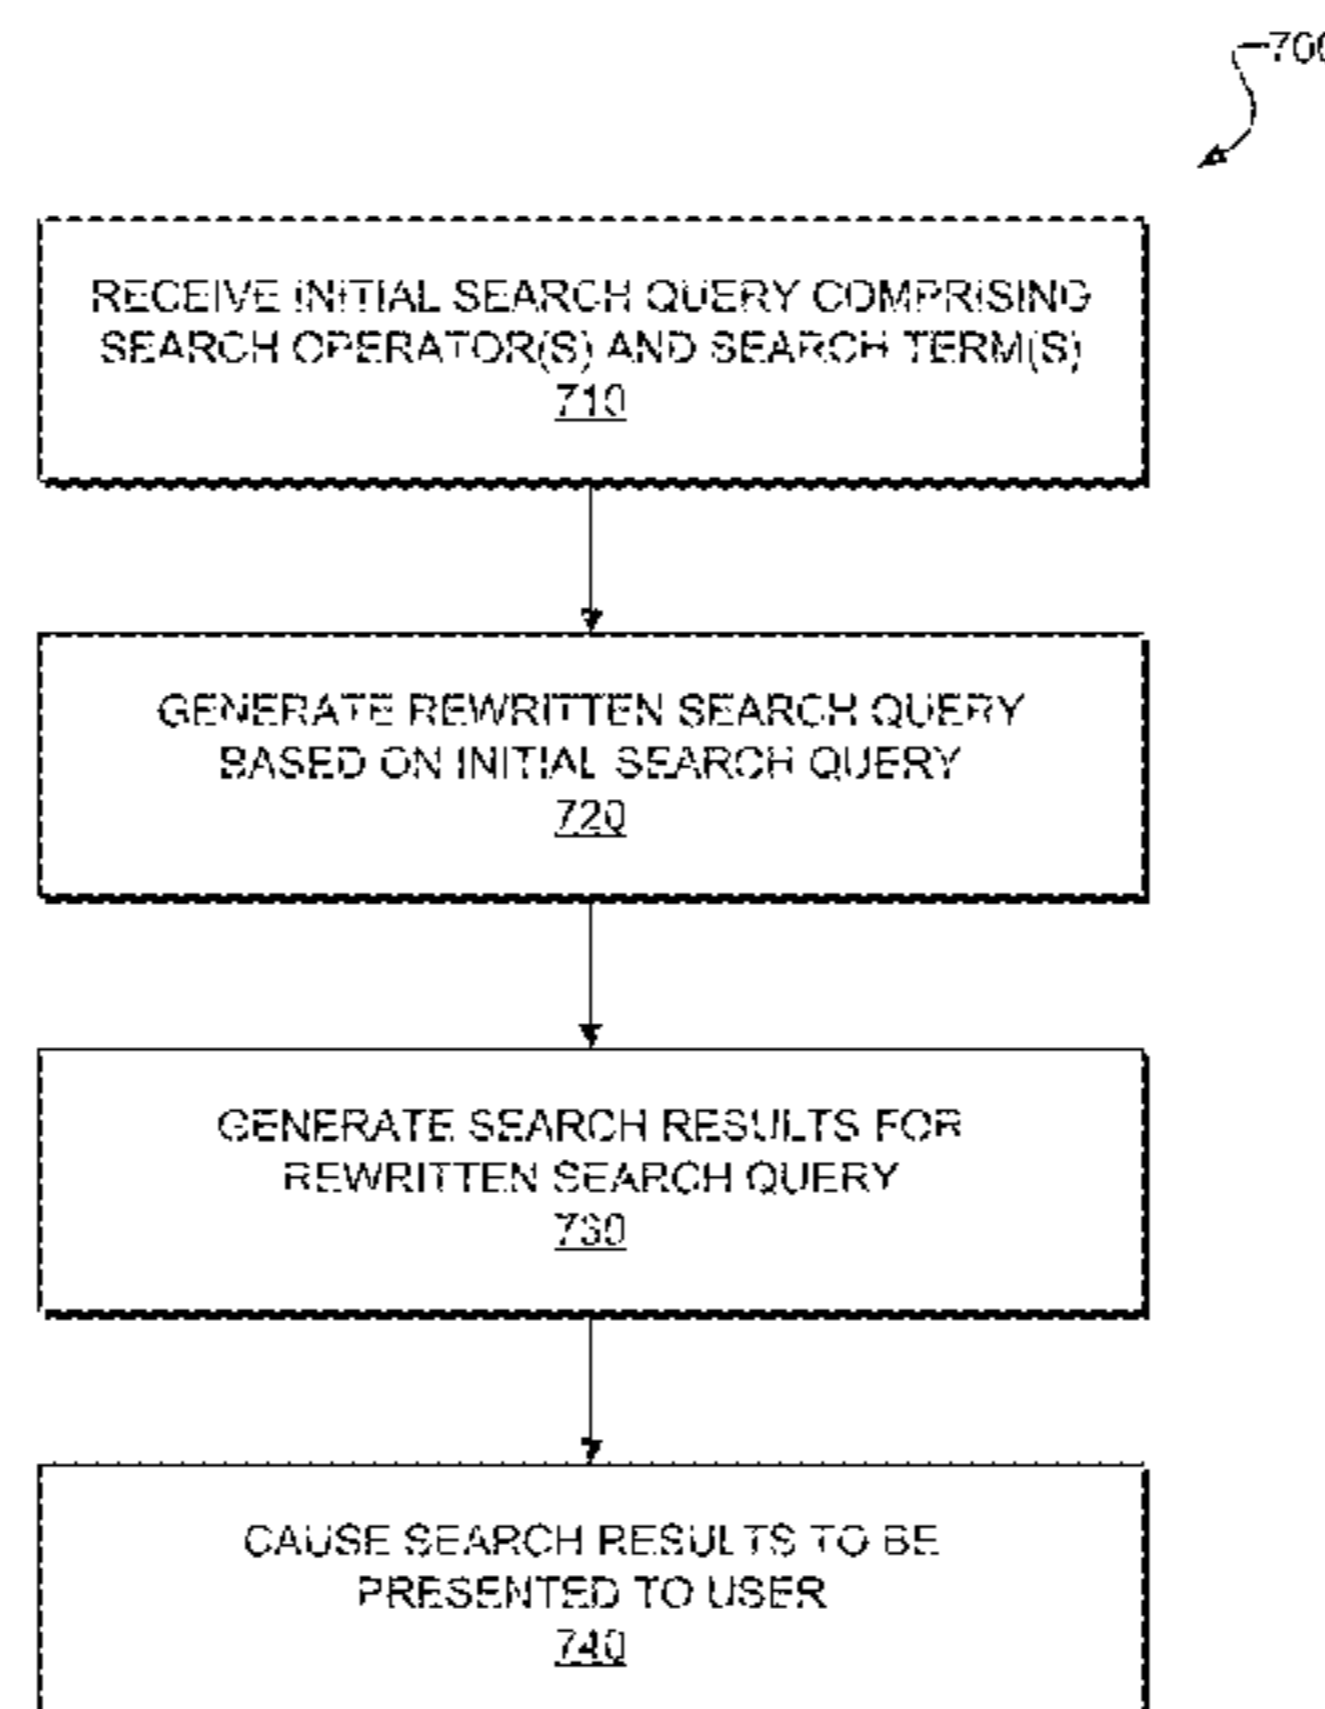 700
RECEIVE INITIAL SEARCH QUERY COMPRISING
SEARCH OPERATOR(S) AND SEARCH TERM(S)
710
GENERATE REWRITTEN SEARCH QUERY
BASED ON INITIAL SEARCH QUERY
720
GENERATE SEARCH RESULTS FOR
REWRITTEN SEARCH QUERY
730
CAUSE SEARCH RESULTS TO BE
PRESENTED TO USER
740